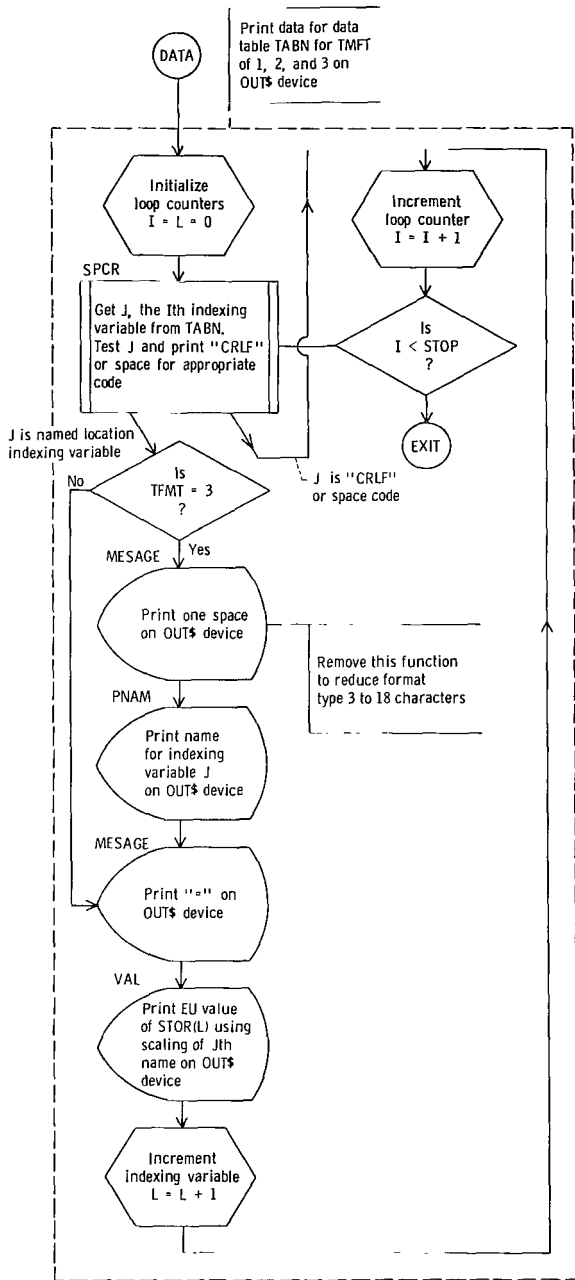 DATA
Print data for data
table TABN for TMFT
of 1, 2, and 3 on
OUT$ device
Initialize
loop counters
I = L = 0
Increment
loop counter
I = I + 1
SPCR
Get J, the Ith indexing
variable from TABN.
Test J and print "CRLF"
or space for appropriate
code
Is
I < STOP
?
EXIT
J is named location
indexing variable
J is "CRLF"
or space code
No
Is
TFMT = 3
?
Yes
MESAGE
Print one space
on OUT$ device
Remove this function
to reduce format
type 3 to 18 characters
PNAM
Print name
for indexing
variable J
on OUT$ device
MESAGE
Print "=" on
OUT$ device
VAL
Print EU value
of STOR(L) using
scaling of Jth
name on OUT$
device
Increment
indexing variable
L = L + 1